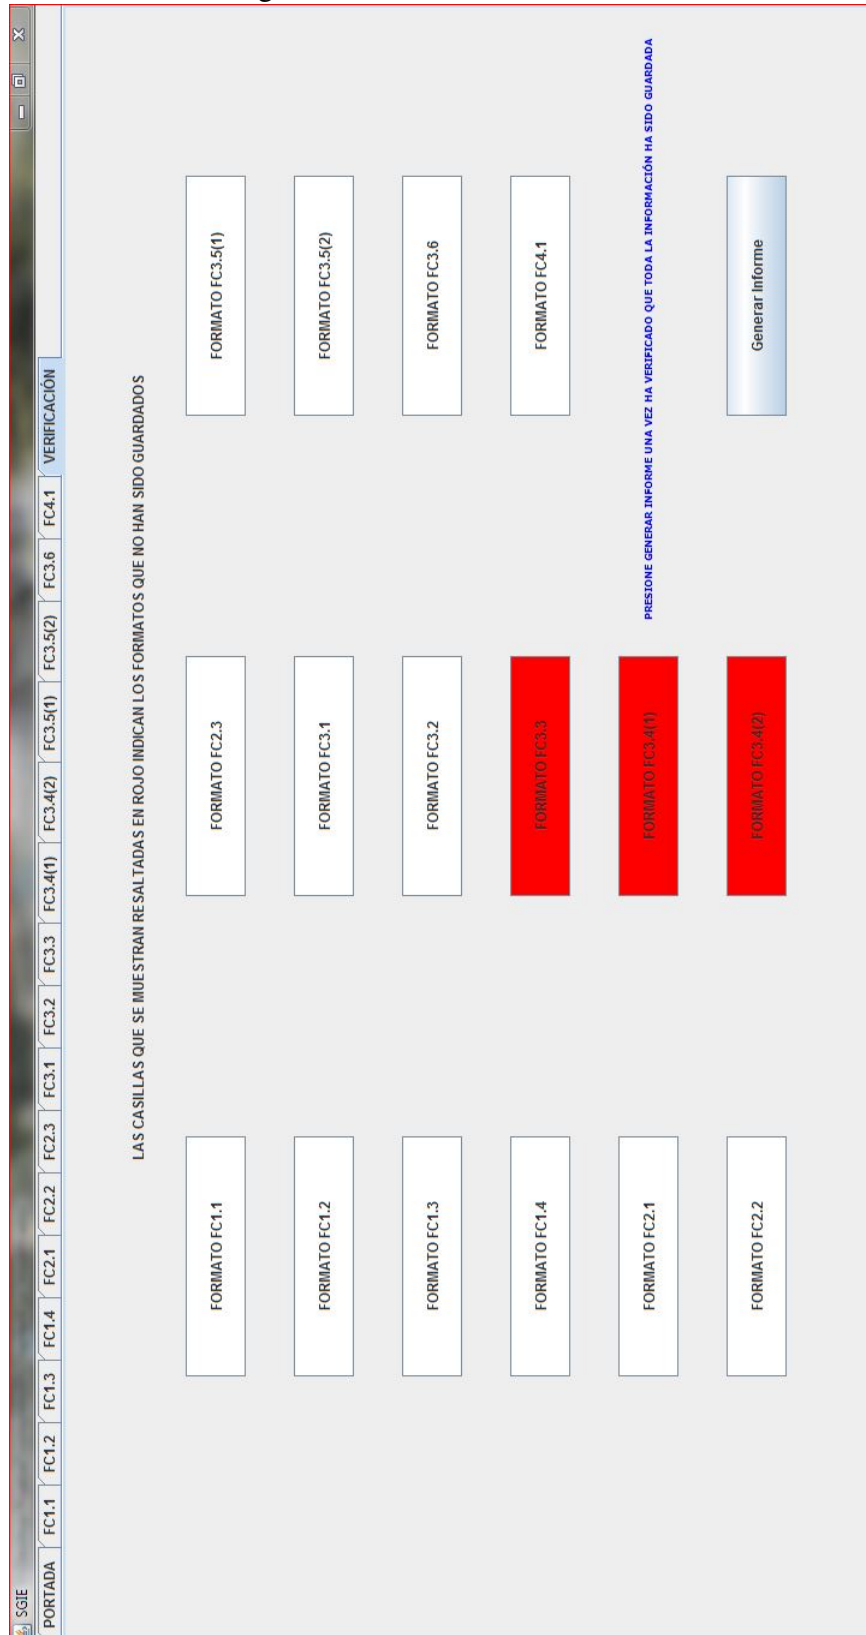 SGIE
PORTADA FC1.1 FC1.2 FC1.3 FC1.4 FC2.1 FC2.2 FC2.3 FC3.1 FC3.2 FC3.3 FC3.4(1) FC3.4(2) FC3.5(1) FC3.5(2) FC3.6 FC4.1 VERIFICACIÓN
LAS CASILLAS QUE SE MUESTRAN RESALTADAS EN ROJO INDICAN LOS FORMATOS QUE NO HAN SIDO GUARDADOS
FORMATO FC1.1
FORMATO FC2.3
FORMATO FC3.5(1)
FORMATO FC1.2
FORMATO FC3.1
FORMATO FC3.5(2)
FORMATO FC1.3
FORMATO FC3.2
FORMATO FC3.6
FORMATO FC1.4
FORMATO FC3.3
FORMATO FC4.1
FORMATO FC2.1
FORMATO FC3.4(1)
PRESIONE GENERAR INFORME UNA VEZ HA VERIFICADO QUE TODA LA INFORMACIÓN HA SIDO GUARDADA
FORMATO FC2.2
FORMATO FC3.4(2)
Generar Informe